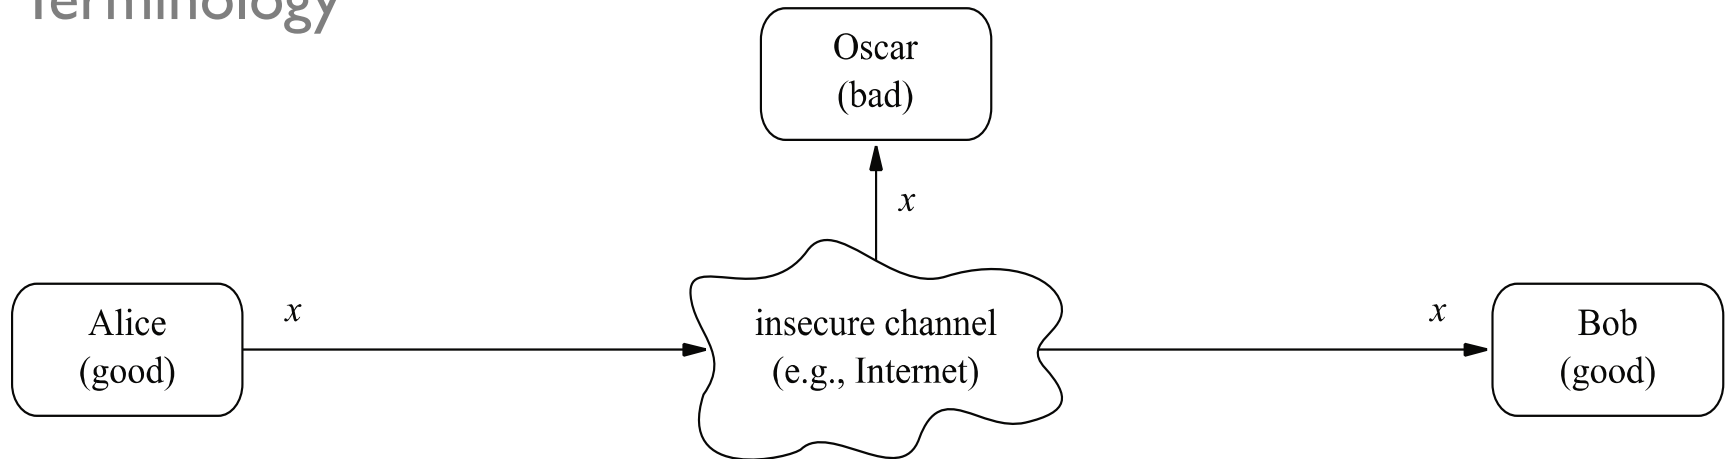 Terminology
Oscar
(bad)
x
Alice
(good)
x
insecure channel
(e.g., Internet)
x
Bob
(good)